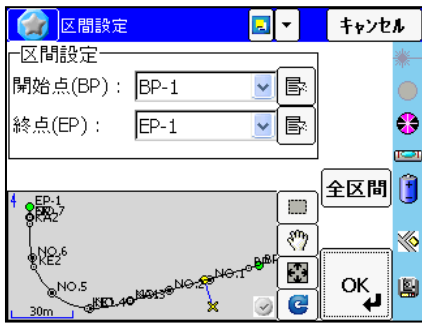 区間設定
キャンセル
区間設定
開始点(BP)： BP-1
終点(EP)： EP-1
全区間
EP-1
KA2
NO.6
KE2
NO.5
NO.1
30m
OK